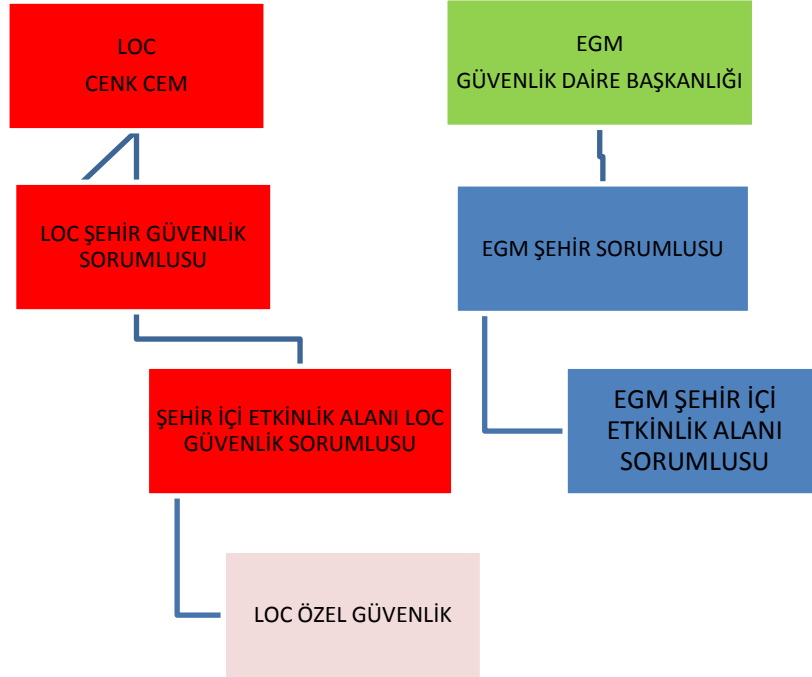 LOC
CENK CEM
EGM
GÜVENLİK DAİRE BAŞKANLIĞI
LOC ŞEHİR GÜVENLİK
SORUMLUSU
EGM ŞEHİR SORUMLUSU
ŞEHİR İÇİ ETKİNLİK ALANI LOC
GÜVENLİK SORUMLUSU
EGM ŞEHİR İÇİ
ETKİNLİK ALANI
SORUMLUSU
LOC ÖZEL GÜVENLİK